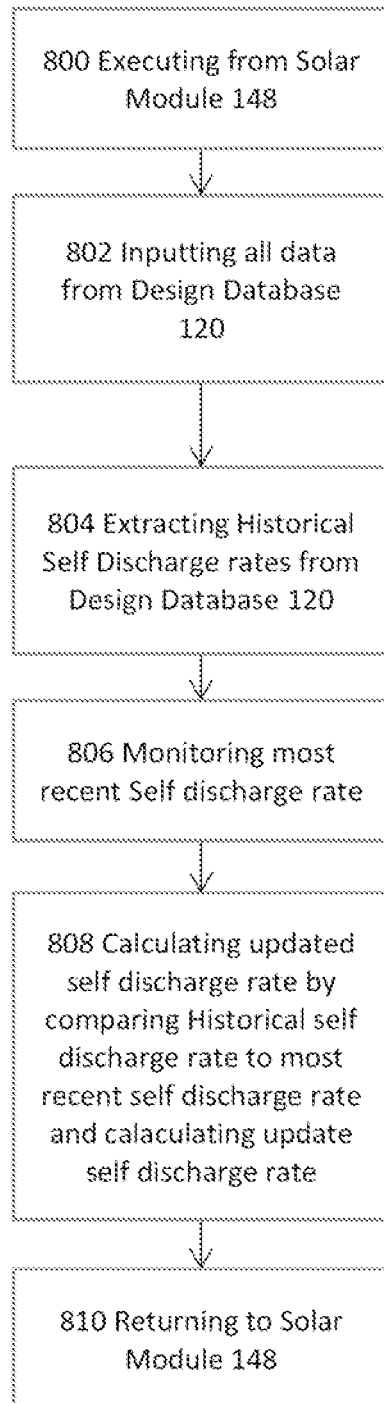 800 Executing from Solar
Module 148
802 Inputting all data
from Design Database
120
804 Extracting Historical
Self Discharge rates from
Design Database 120
806 Monitoring most
recent Self discharge rate
808 Calculating updated
self discharge rate by
comparing Historical self
discharge rate to most
recent self discharge rate
and calaculating update
self discharge rate
810 Returning to Solar
Module 148